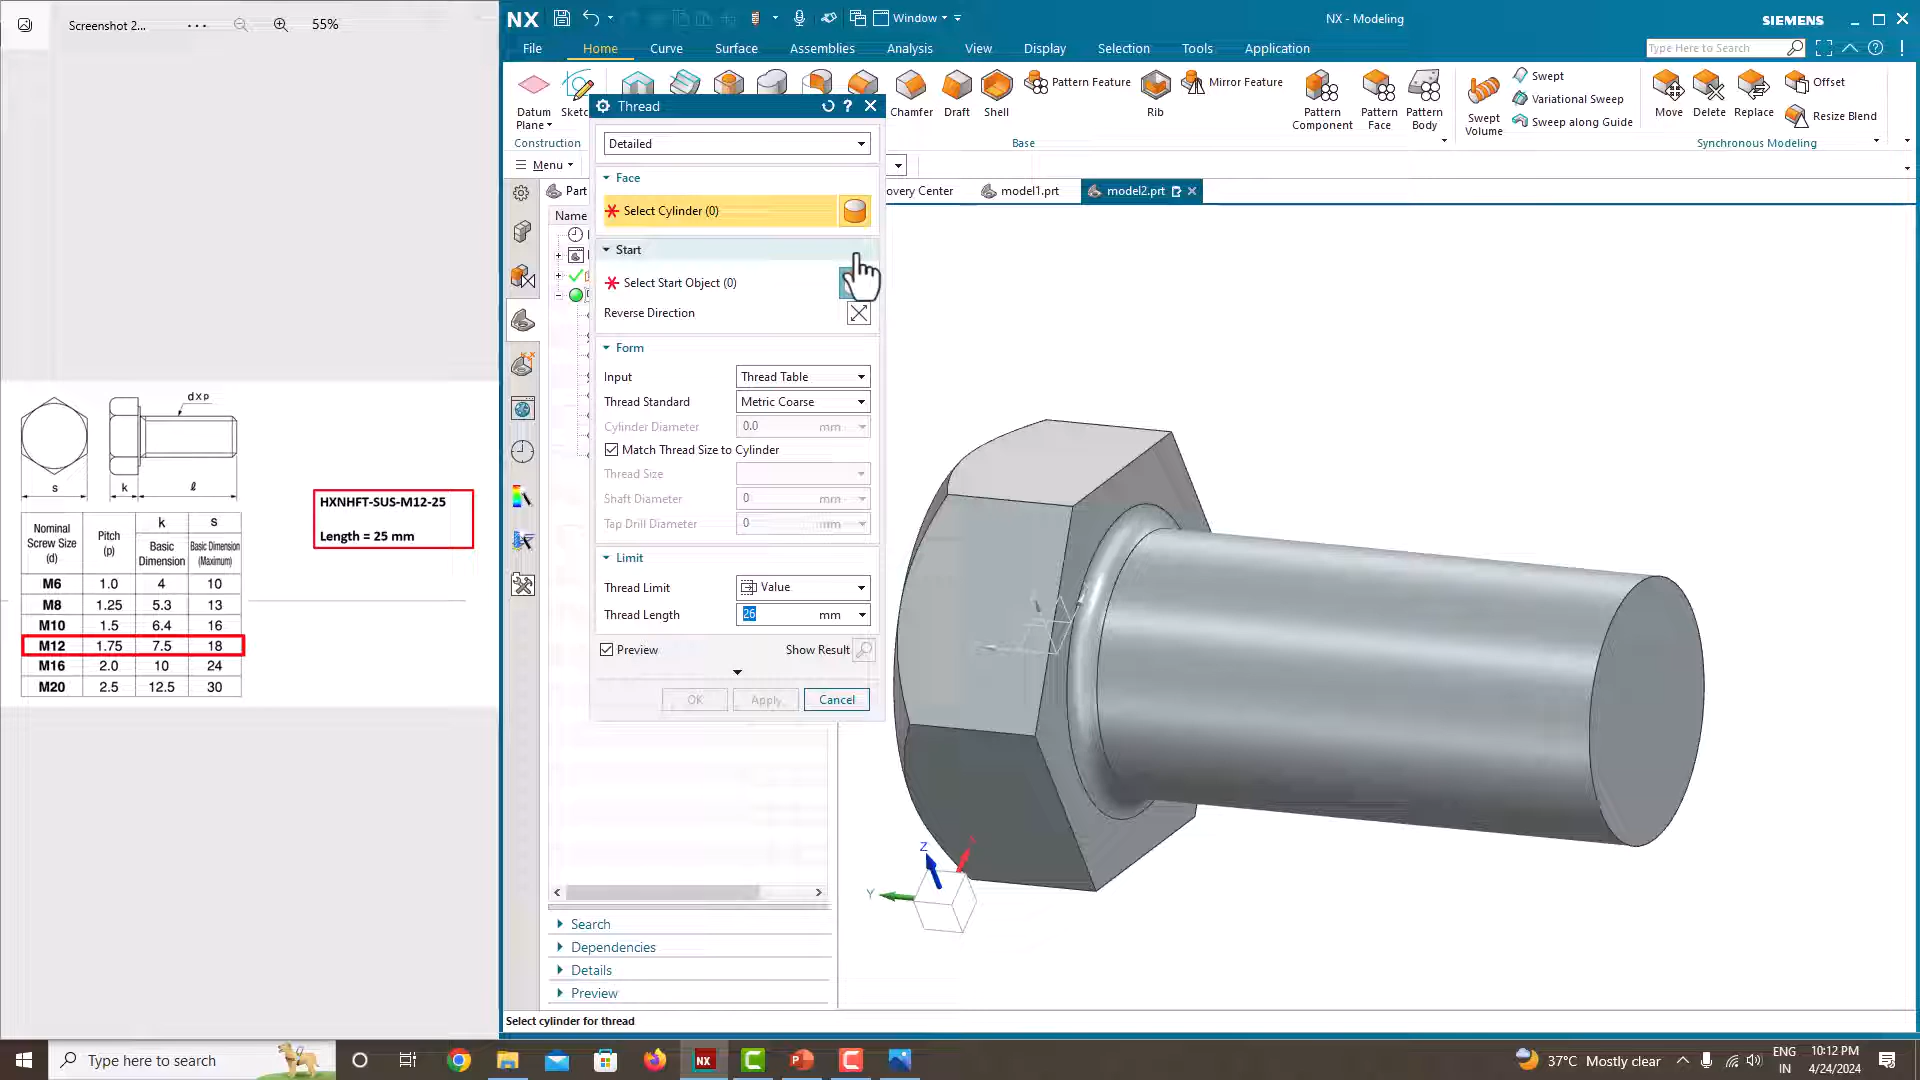 Screenshot 2...
...
55%
NX
Window
NX - Modeling
SIEMENS
File
Home
Curve
Surface
Assemblies
Analysis
View
Display
Selection
Tools
Application
Type Here to Search
Datum
Plane
Construction
Chamfer
Draft
Shell
Pattern Feature
Rib
Mirror Feature
Pattern
Component
Pattern
Face
Pattern
Body
Base
Swept
Volume
Swept
Variational Sweep
Sweep along Guide
Move
Delete
Replace
Offset
Resize Blend
Synchronous Modeling
Menu
Part
Name
overy Center
model1.prt
model2.prt
Thread
Detailed
Face
Select Cylinder (0)
Start
Select Start Object (0)
Reverse Direction
Form
Input
Thread Table
Thread Standard
Metric Coarse
Cylinder Diameter
0.0 mm
Match Thread Size to Cylinder
Thread Size
Shaft Diameter
0 mm
Tap Drill Diameter
0 mm
Limit
Thread Limit
Value
Thread Length
26 mm
Preview
Show Result
OK
Apply
Cancel
d×p
s
k
ℓ
Nominal
Screw Size
(d)
Pitch
(p)
k
Basic
Dimension
s
Basic Dimension
(Maximum)
M6 1.0 4 10
M8 1.25 5.3 13
M10 1.5 6.4 16
M12 1.75 7.5 18
M16 2.0 10 24
M20 2.5 12.5 30
HXNHFT-SUS-M12-25
Length = 25 mm
Z
X
Y
Search
Dependencies
Details
Preview
Select cylinder for thread
Type here to search
NX
37°C Mostly clear
ENG
IN
10:12 PM
4/24/2024